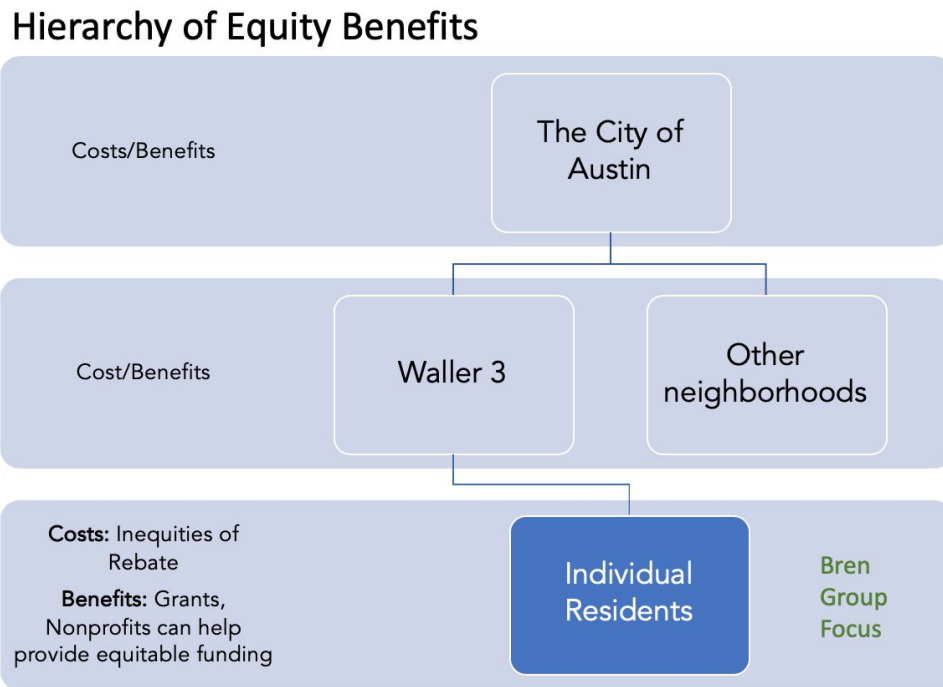 Hierarchy of Equity Benefits
Costs/Benefits
The City of
Austin
Cost/Benefits
Waller 3
Other
neighborhoods
Costs: Inequities of
Rebate
Benefits: Grants,
Nonprofits can help
provide equitable funding
Individual
Residents
Bren
Group
Focus